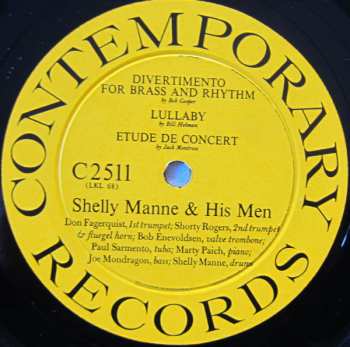 CONTEMPORARY
RECORDS
DIVERTIMENTO
FOR BRASS AND RHYTHM
by Bob Cooper
LULLABY
by Bill Holman
ETUDE DE CONCERT
by Jack Montrose
C2511
(LKL 68)
Shelly Manne & His Men
Don Fagerquist, 1st trumpet; Shorty Rogers, 2nd trumpet
& fluegel horn; Bob Enevoldsen, valve trombone;
Paul Sarmento, tuba; Marty Paich, piano;
Joe Mondragon, bass; Shelly Manne, drums